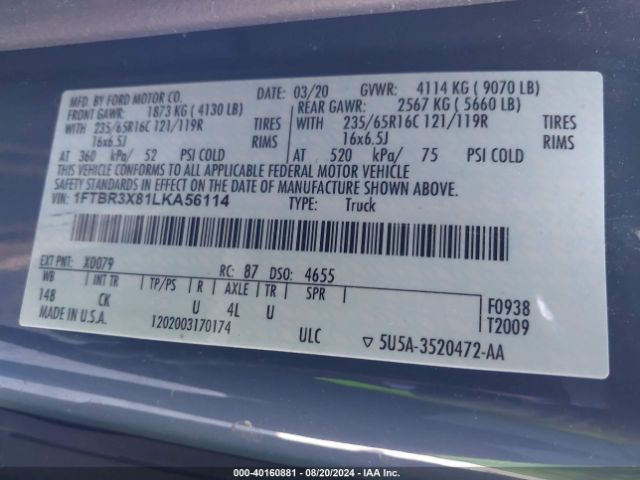 MFD. BY FORD MOTOR CO. DATE: 03/20 GVWR: 4114 KG ( 9070 LB)
FRONT GAWR: 1873 KG ( 4130 LB) REAR GAWR: 2567 KG ( 5660 LB)
WITH 235/65R16C 121/119R TIRES WITH 235/65R16C 121/119R TIRES
16x6.5J RIMS 16x6.5J RIMS
AT 360 kPa/ 52 PSI COLD AT 520 kPa/ 75 PSI COLD
THIS VEHICLE CONFORMS TO ALL APPLICABLE FEDERAL MOTOR VEHICLE
SAFETY STANDARDS IN EFFECT ON THE DATE OF MANUFACTURE SHOWN ABOVE.
VIN: 1FTBR3X81LKA56114 TYPE: Truck
EXT PNT: X0079 RC: 87 DSO: 4655
WB INT TR TP/PS R AXLE TR SPR
148 CK U 4L U F0938
MADE IN U.S.A. 1202003170174 T2009
ULC ▽ 5U5A-3520472-AA
000-40160881 - 08/20/2024 - IAA Inc.